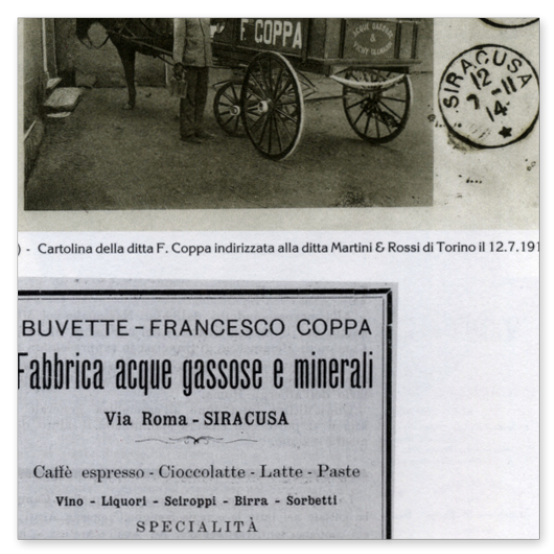 F. COPPA
ACQUE GASSOSE
&
SIRACUSA
12
7 -11
14
) - Cartolina della ditta F. Coppa indirizzata alla ditta Martini & Rossi di Torino il 12.7.191
BUVETTE - FRANCESCO COPPA
Fabbrica acque gassose e minerali
Via Roma - SIRACUSA
Caffè espresso - Cioccolatte - Latte - Paste
Vino - Liquori - Sciroppi - Birra - Sorbetti
SPECIALITÀ